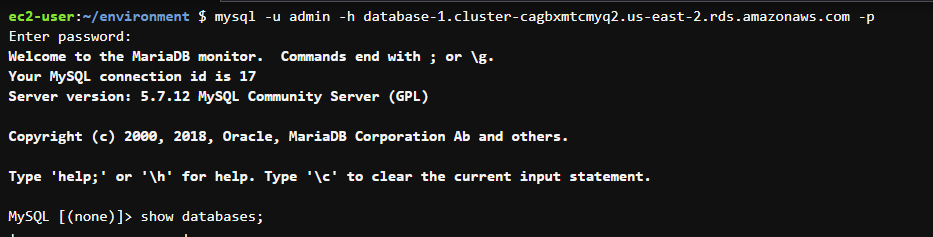 ec2-user:~/environment $ mysql -u admin -h database-1.cluster-cagbxmtcmyq2.us-east-2.rds.amazonaws.com -p
Enter password:
Welcome to the MariaDB monitor.  Commands end with ; or \g.
Your MySQL connection id is 17
Server version: 5.7.12 MySQL Community Server (GPL)
Copyright (c) 2000, 2018, Oracle, MariaDB Corporation Ab and others.
Type 'help;' or '\h' for help. Type '\c' to clear the current input statement.
MySQL [(none)]> show databases;